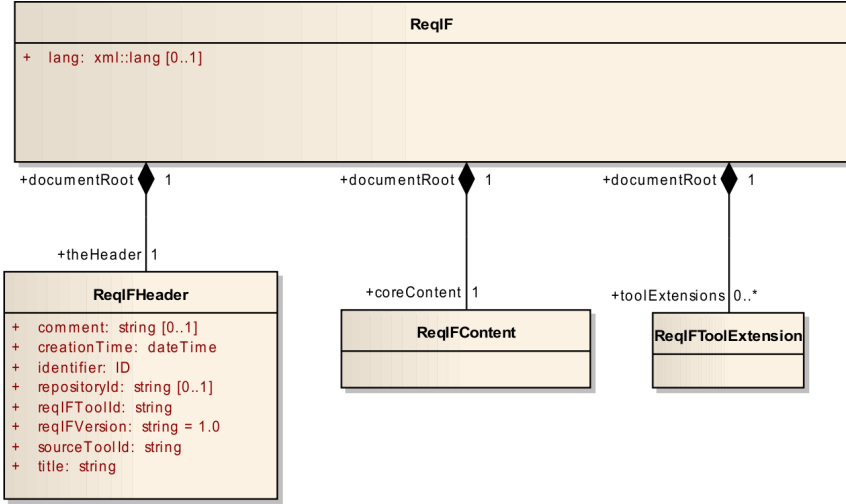 ReqIF
+ lang: xml::lang [0..1]
+documentRoot 1
+documentRoot 1
+documentRoot 1
+theHeader 1
+coreContent 1
+toolExtensions 0..*
ReqIFHeader
+ comment: string [0..1]
+ creationTime: dateTime
+ identifier: ID
+ repositoryId: string [0..1]
+ reqIFToolId: string
+ reqIFVersion: string = 1.0
+ sourceToolId: string
+ title: string
ReqIFContent
ReqIFToolExtension